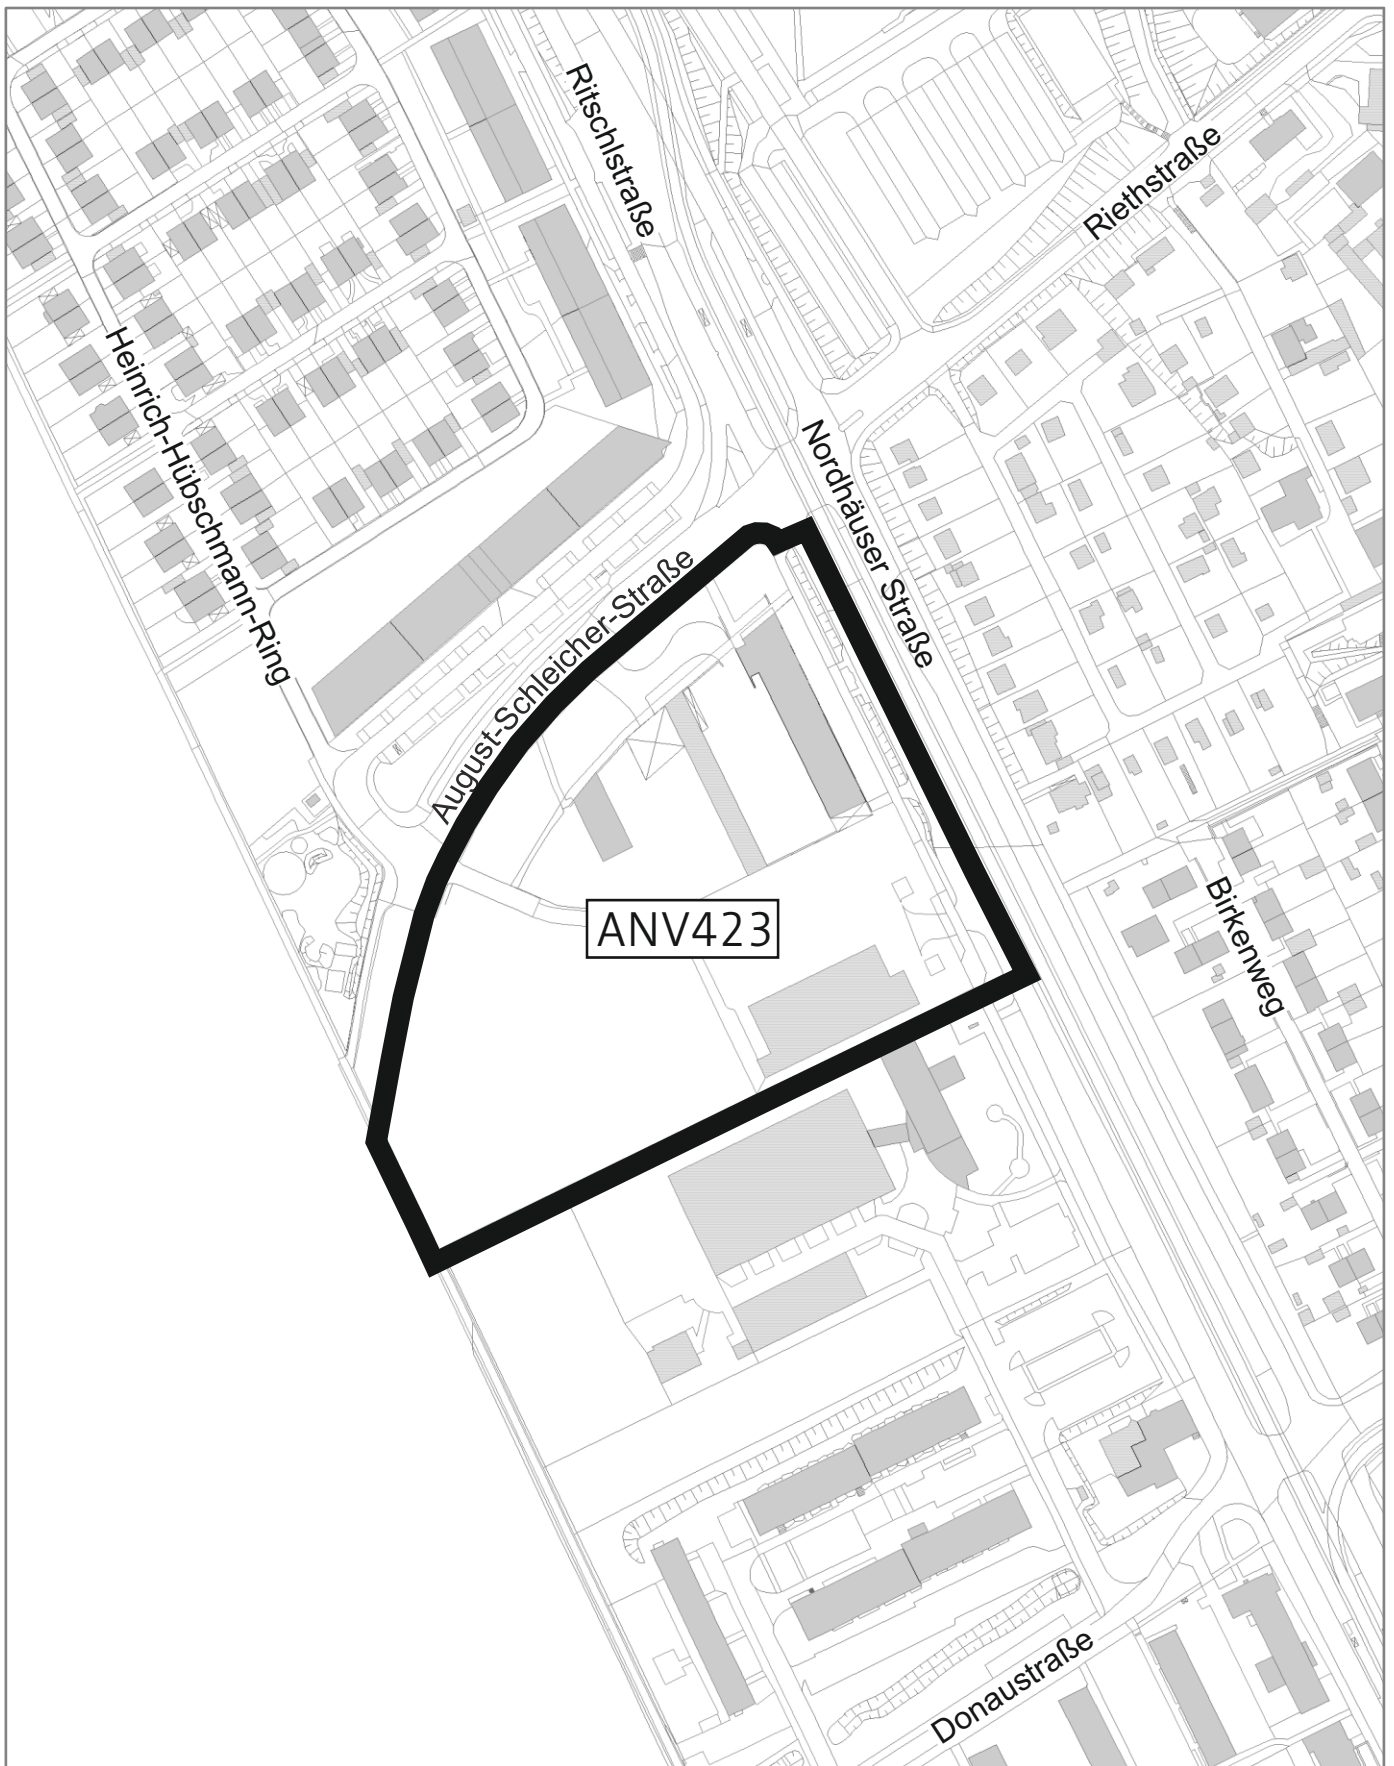 Ritschlstraße
Riethstraße
Heinrich-Hübschmann-Ring
Nordhäuser Straße
August-Schleicher-Straße
ANV423
Birkenweg
Donaustraße